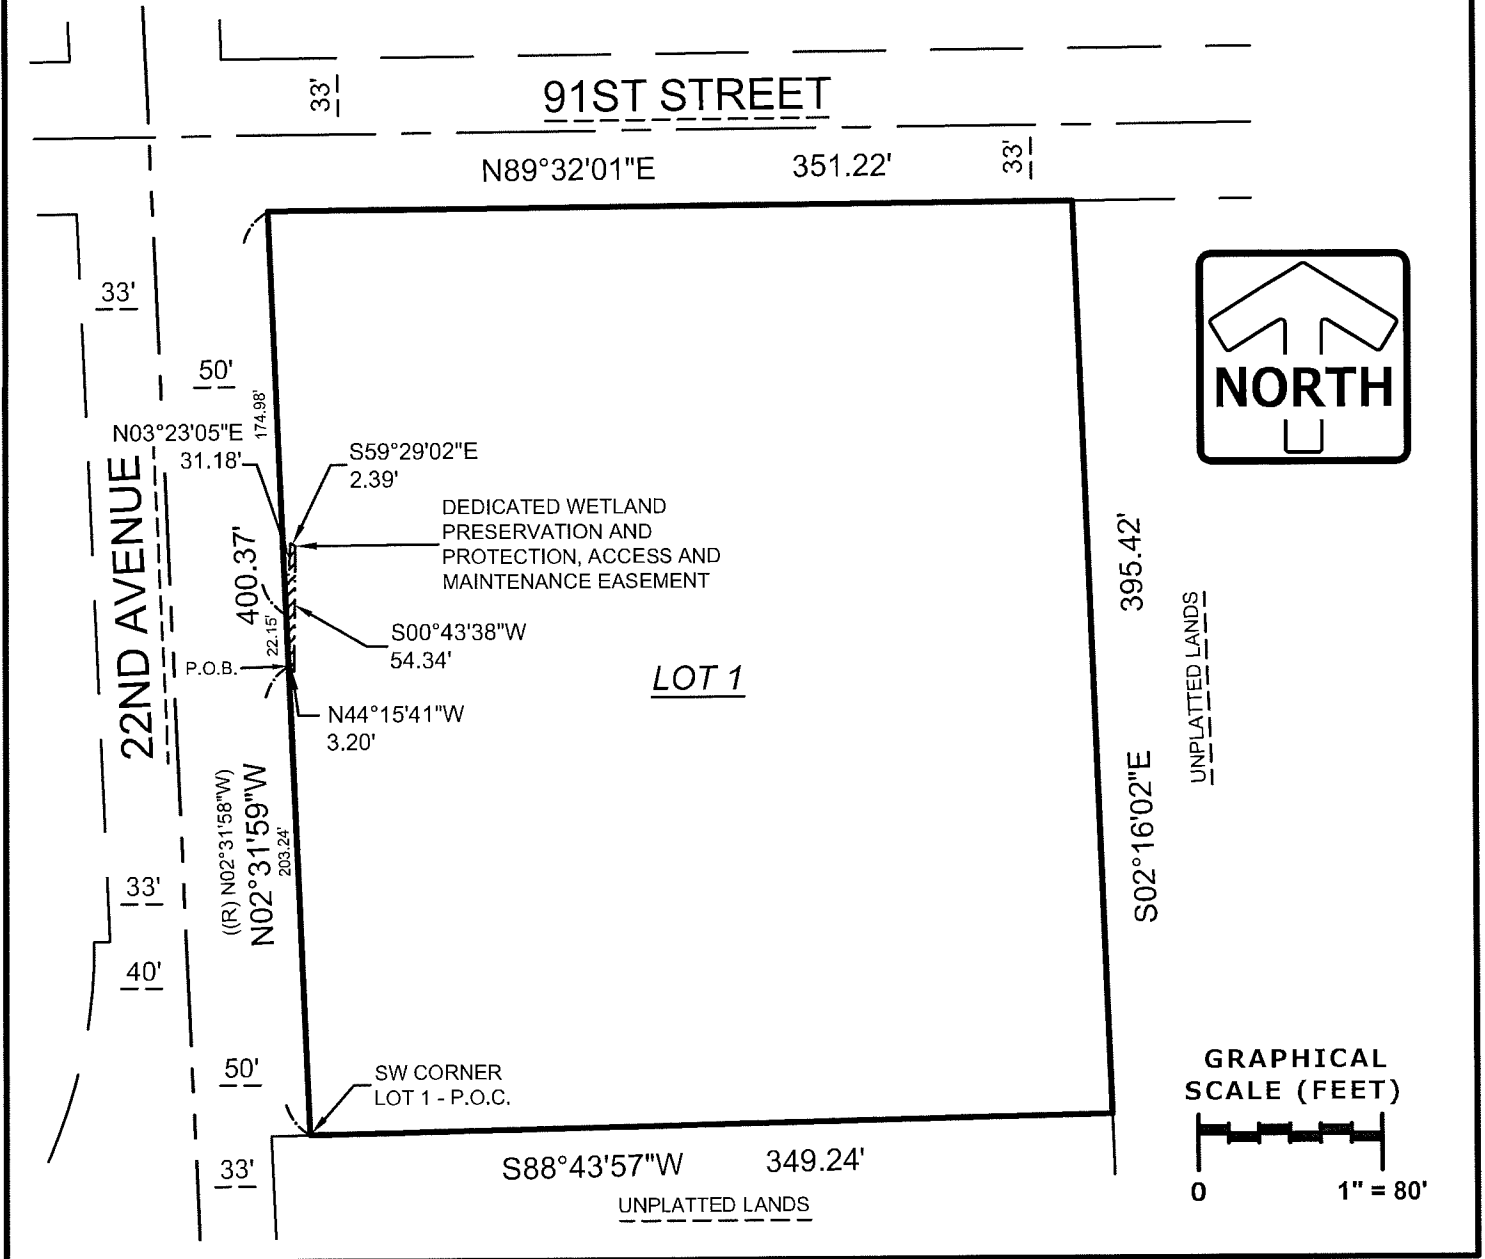 33'
91ST STREET
N89°32'01"E 351.22'
33'
33'
50'
174.98'
N03°23'05"E
31.18'
S59°29'02"E
2.39'
DEDICATED WETLAND
PRESERVATION AND
PROTECTION, ACCESS AND
MAINTENANCE EASEMENT
NORTH
22ND AVENUE
400.37'
22.15'
P.O.B.
S00°43'38"W
54.34'
N44°15'41"W
3.20'
LOT 1
395.42'
S02°16'02"E
UNPLATTED LANDS
((R) N02°31'58"W)
N02°31'59"W
203.24'
33'
40'
50'
SW CORNER
LOT 1 - P.O.C.
33'
S88°43'57"W 349.24'
UNPLATTED LANDS
GRAPHICAL
SCALE (FEET)
0 1" = 80'